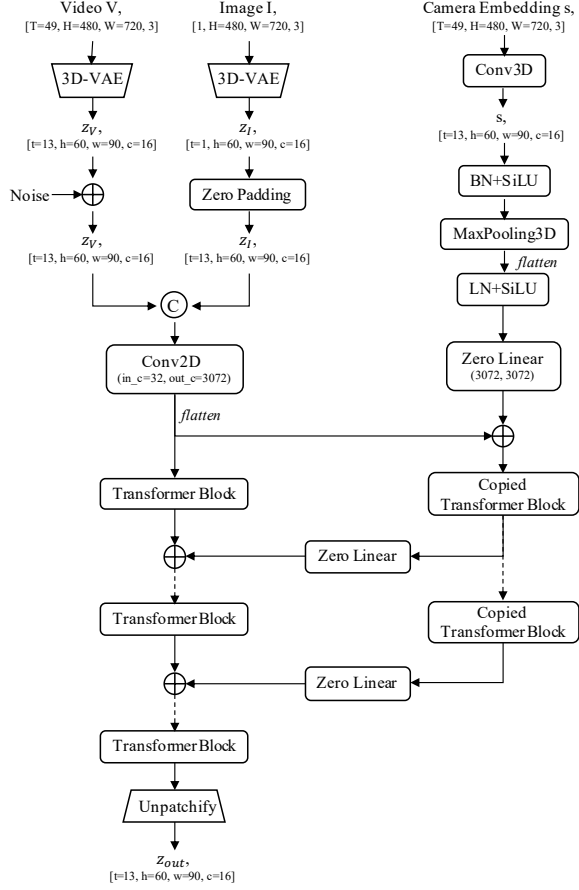 Video V,
[T=49, H=480, W=720, 3]
Image I,
[1, H=480, W=720, 3]
Camera Embedding s,
[T=49, H=480, W=720, 3]
3D-VAE
3D-VAE
Conv3D
z_V,
[t=13, h=60, w=90, c=16]
z_I,
[t=1, h=60, w=90, c=16]
s,
[t=13, h=60, w=90, c=16]
Noise
Zero Padding
BN+SiLU
z_V,
[t=13, h=60, w=90, c=16]
z_I,
[t=13, h=60, w=90, c=16]
MaxPooling3D
flatten
C
LN+SiLU
Conv2D
(in_c=32, out_c=3072)
Zero Linear
(3072, 3072)
flatten
Transformer Block
Copied
Transformer Block
Zero Linear
Transformer Block
Copied
Transformer Block
Zero Linear
Transformer Block
Unpatchify
z_out,
[t=13, h=60, w=90, c=16]